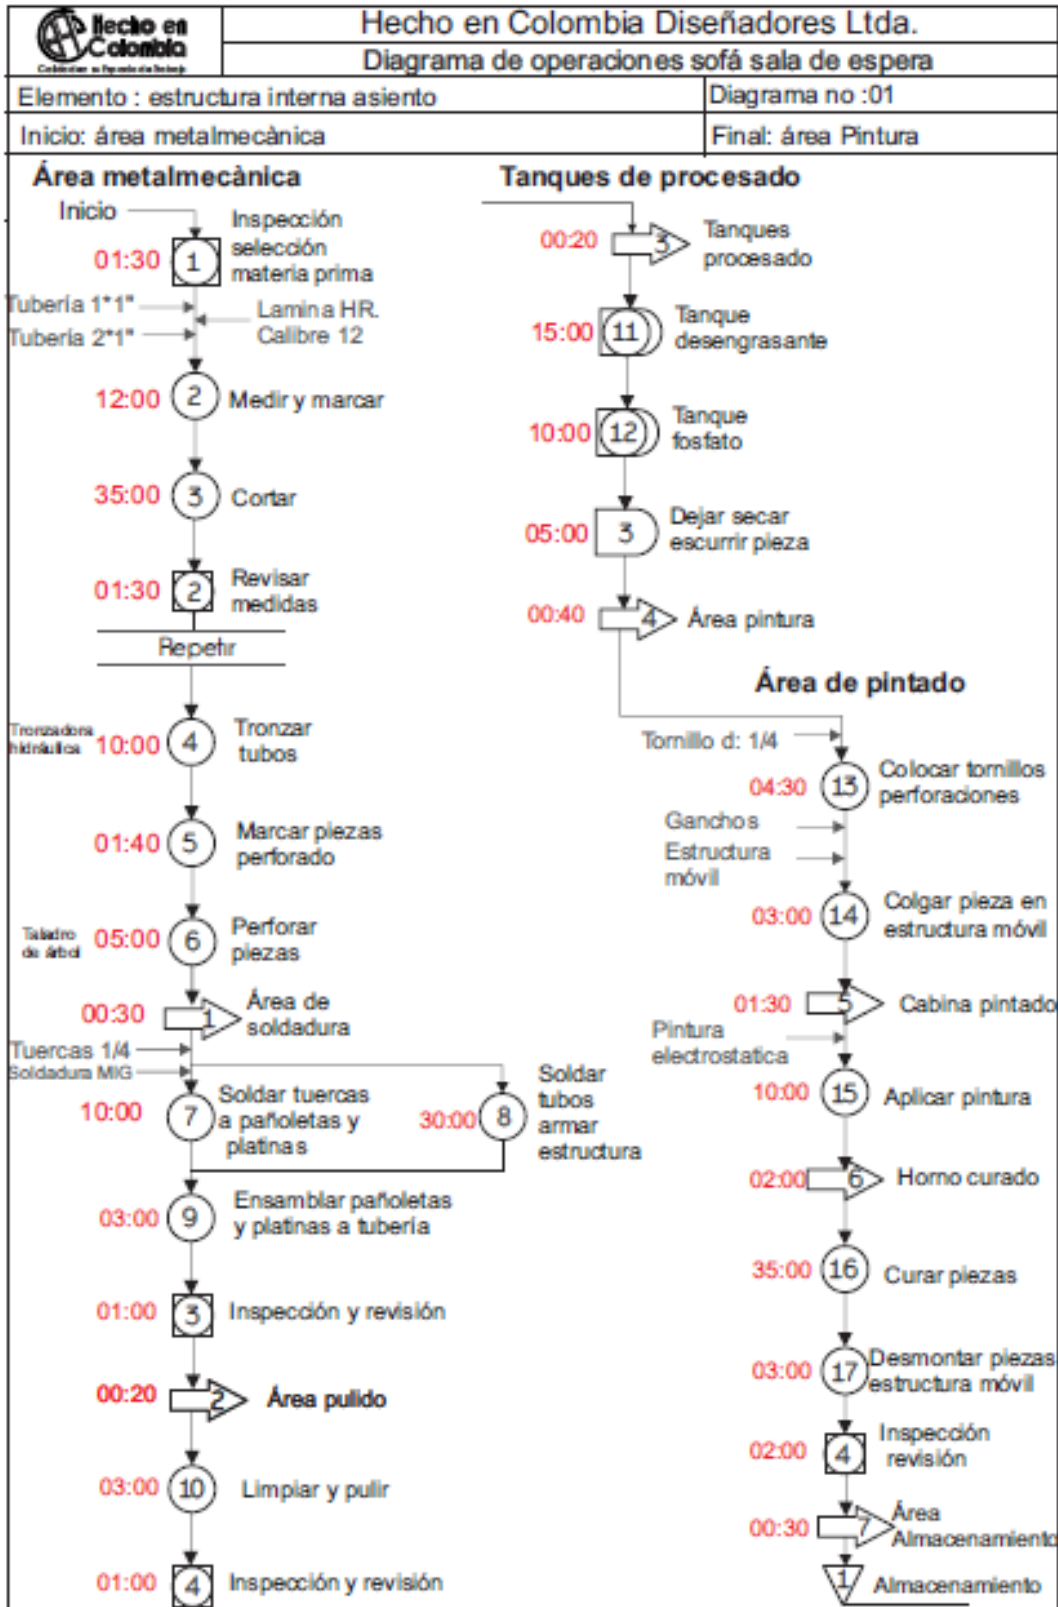 Hecho en
Colombia
Hecho en Colombia Diseñadores Ltda.
Diagrama de operaciones sofá sala de espera
Elemento : estructura interna asiento
Diagrama no :01
Inicio: área metalmecànica
Final: área Pintura
Área metalmecànica
Inicio
01:30
1
Inspección
selección
materia prima
Tubería 1*1"
Tubería 2*1"
Lamina HR.
Calibre 12
12:00
2
Medir y marcar
35:00
3
Cortar
01:30
2
Revisar
medidas
Repetir
Tronzadora
hidráulica
10:00
4
Tronzar
tubos
01:40
5
Marcar piezas
perforado
Taladro
de árbol
05:00
6
Perforar
piezas
00:30
1
Área de
soldadura
Tuercas 1/4
Soldadura MIG
10:00
7
Soldar tuercas
a pañoletas y
platinas
30:00
8
Soldar
tubos
armar
estructura
03:00
9
Ensamblar pañoletas
y platinas a tubería
01:00
3
Inspección y revisión
00:20
2
Área pulido
03:00
10
Limpiar y pulir
01:00
4
Inspección y revisión
Tanques de procesado
00:20
3
Tanques
procesado
15:00
11
Tanque
desengrasante
10:00
12
Tanque
fosfato
05:00
3
Dejar secar
escurrir pieza
00:40
4
Área pintura
Área de pintado
Tornillo d: 1/4
04:30
13
Colocar tornillos
perforaciones
Ganchos
Estructura
móvil
03:00
14
Colgar pieza en
estructura móvil
01:30
5
Cabina pintado
Pintura
electrostatica
10:00
15
Aplicar pintura
02:00
6
Horno curado
35:00
16
Curar piezas
03:00
17
Desmontar piezas
estructura móvil
02:00
4
Inspección
revisión
00:30
7
Área
Almacenamiento
1
Almacenamiento